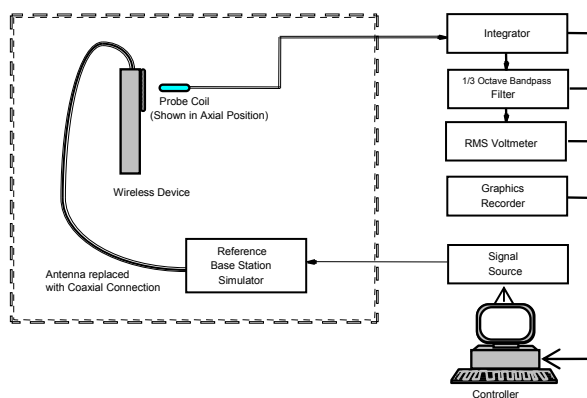 Integrator
1/3 Octave Bandpass
Filter
RMS Voltmeter
Graphics
Recorder
Probe Coil
(Shown in Axial Position)
Wireless Device
Reference
Base Station
Simulator
Signal
Source
Antenna replaced
with Coaxial Connection
Controller